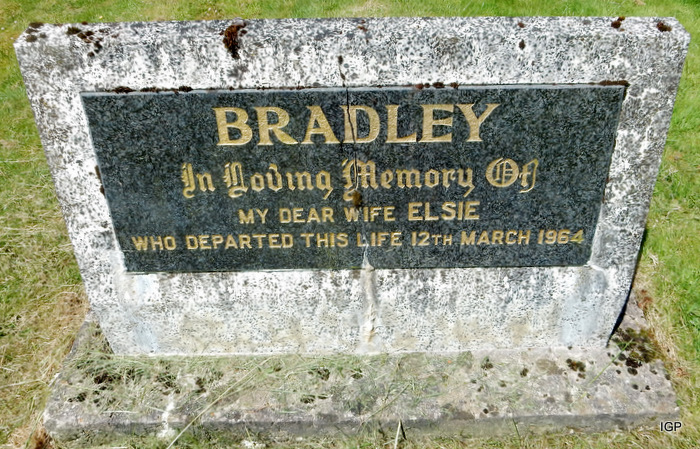 BRADLEY
In Loving Memory Of
MY DEAR WIFE ELSIE
WHO DEPARTED THIS LIFE 12TH MARCH 1964
IGP